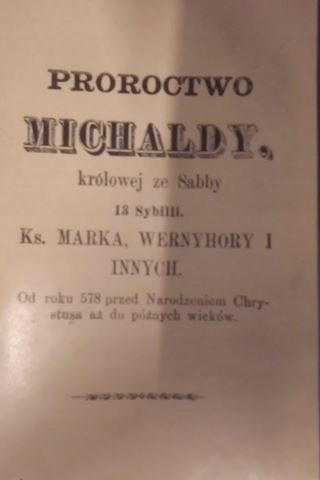 PROROCTWO
MICHALDY,
królowej ze Sabby
13 Sybilli.
Ks. MARKA, WERNYHORY I
INNYCH.
Od roku 578 przed Narodzeniem Chry-
stusa aż do późnych wieków.